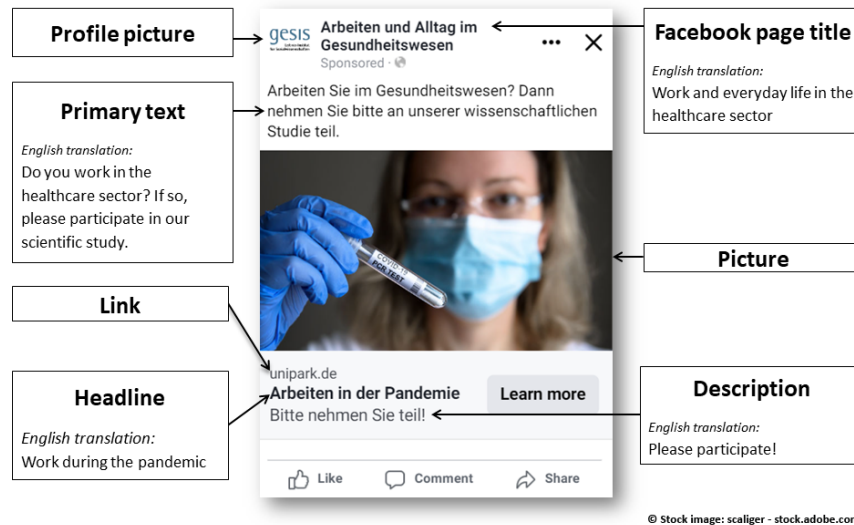 Profile picture
Primary text
English translation:
Do you work in the
healthcare sector? If so,
please participate in our
scientific study.
Link
Headline
English translation:
Work during the pandemic
gesis
Arbeiten und Alltag im
Gesundheitswesen
Sponsored ·
Arbeiten Sie im Gesundheitswesen? Dann
nehmen Sie bitte an unserer wissenschaftlichen
Studie teil.
COVID-19
PCR TEST
unipark.de
Arbeiten in der Pandemie
Bitte nehmen Sie teil!
Learn more
Like
Comment
Share
Facebook page title
English translation:
Work and everyday life in the
healthcare sector
Picture
Description
English translation:
Please participate!
© Stock image: scaliger - stock.adobe.com